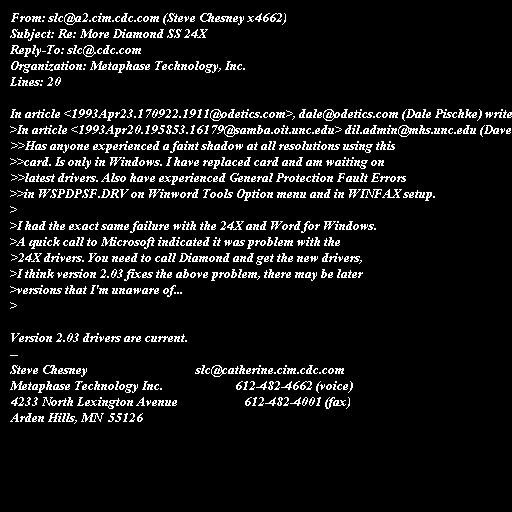 From: slc@a2.cim.cdc.com (Steve Chesney x4662)
Subject: Re: More Diamond SS 24X
Reply-To: slc@.cdc.com
Organization: Metaphase Technology, Inc.
Lines: 20

In article <1993Apr23.170922.1911@odetics.com>, dale@odetics.com (Dale Pischke) write
>In article <1993Apr20.195853.16179@samba.oit.unc.edu> dil.admin@mhs.unc.edu (Dave
>>Has anyone experienced a faint shadow at all resolutions using this
>>card. Is only in Windows. I have replaced card and am waiting on
>>latest drivers. Also have experienced General Protection Fault Errors
>>in WSPDPSF.DRV on Winword Tools Option menu and in WINFAX setup.
>
>I had the exact same failure with the 24X and Word for Windows.
>A quick call to Microsoft indicated it was problem with the
>24X drivers. You need to call Diamond and get the new drivers,
>I think version 2.03 fixes the above problem, there may be later
>versions that I'm unaware of...
>

Version 2.03 drivers are current.
--
Steve Chesney slc@catherine.cim.cdc.com
Metaphase Technology Inc. 612-482-4662 (voice)
4233 North Lexington Avenue 612-482-4001 (fax)
Arden Hills, MN 55126